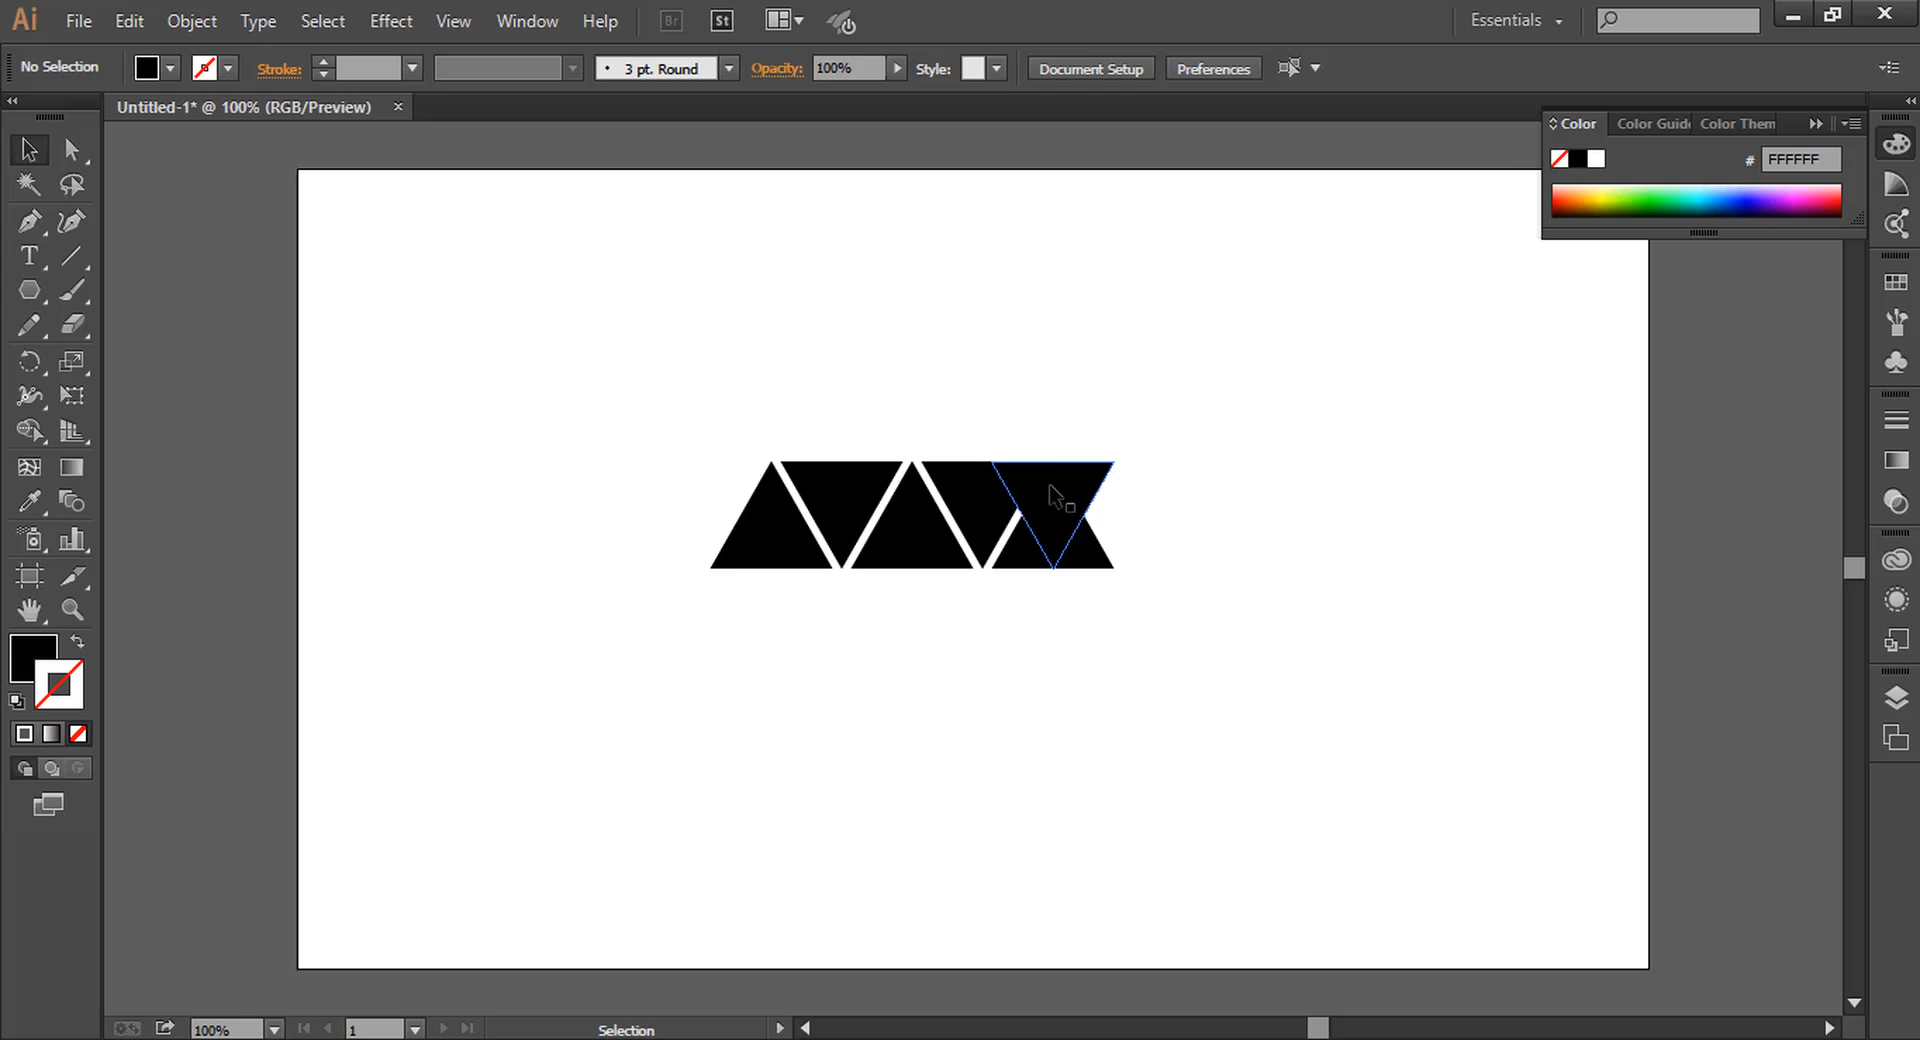 Ai File Edit Object Type Select Effect View Window Help Br St Essentials
No Selection Stroke: 3 pt. Round Opacity: 100% Style: Document Setup Preferences
Untitled-1* @ 100% (RGB/Preview) ×
Color Color Guid Color Them
# FFFFFF
T
100% 1 Selection